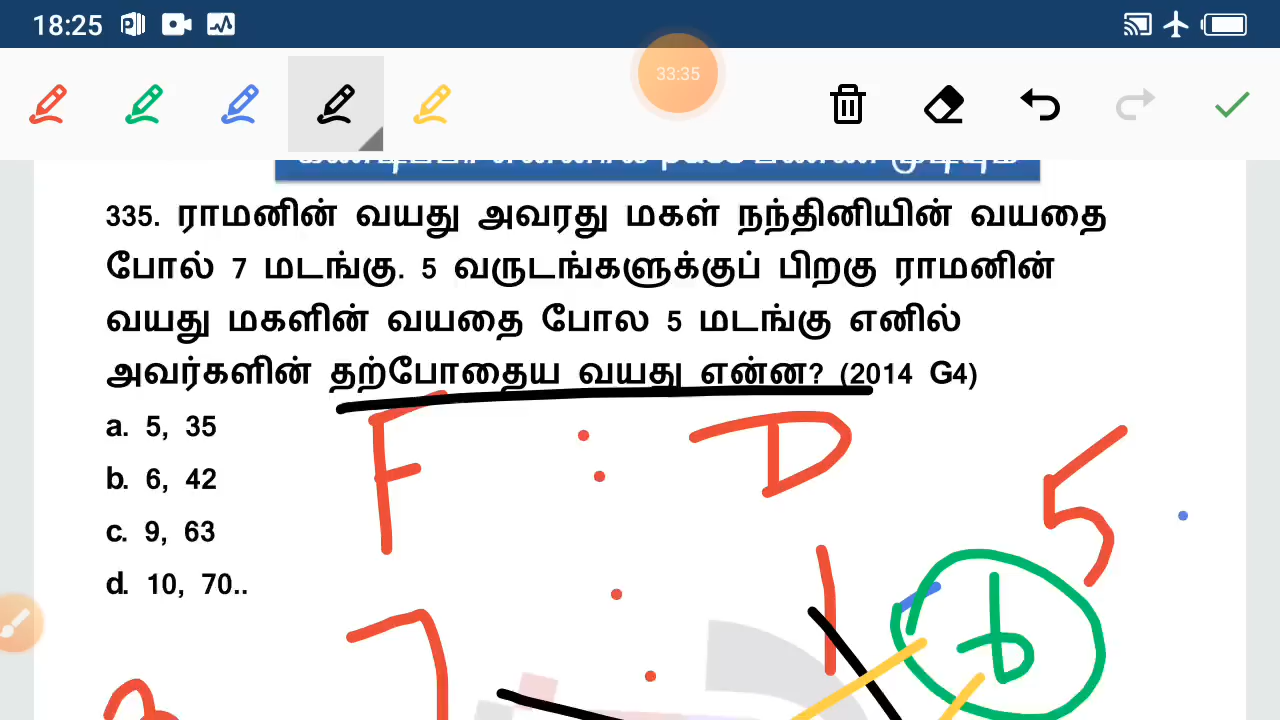 18:25
33:35
335. ராமனின் வயது அவரது மகள் நந்தினியின் வயதை
போல் 7 மடங்கு. 5 வருடங்களுக்குப் பிறகு ராமனின்
வயது மகளின் வயதை போல 5 மடங்கு எனில்
அவர்களின் தற்போதைய வயது என்ன? (2014 G4)
a. 5, 35
b. 6, 42
c. 9, 63
d. 10, 70..
F : D
5
7 : 1
b